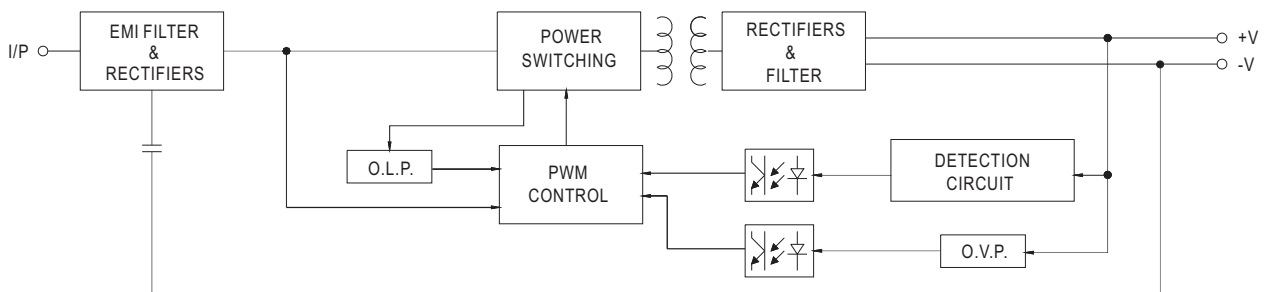 I/P
EMI FILTER
&
RECTIFIERS
POWER
SWITCHING
RECTIFIERS
&
FILTER
+V
-V
O.L.P.
PWM
CONTROL
DETECTION
CIRCUIT
O.V.P.